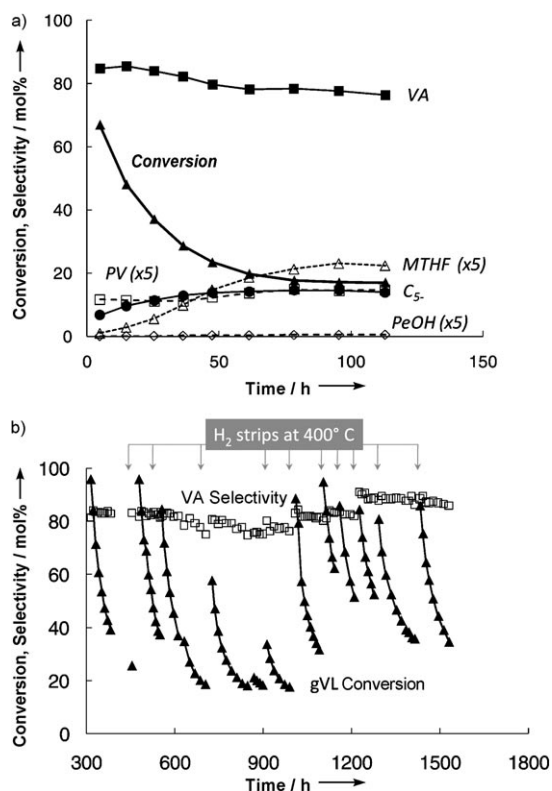 a)
Conversion, Selectivity / mol% →
100
80
60
40
20
0
VA
Conversion
PV (x5)
MTHF (x5)
C5-
PeOH (x5)
0
50
100
150
Time / h →
b)
H2 strips at 400° C
Conversion, Selectivity / mol% →
100
80
60
40
20
0
VA Selectivity
gVL Conversion
300
600
900
1200
1500
1800
Time / h →